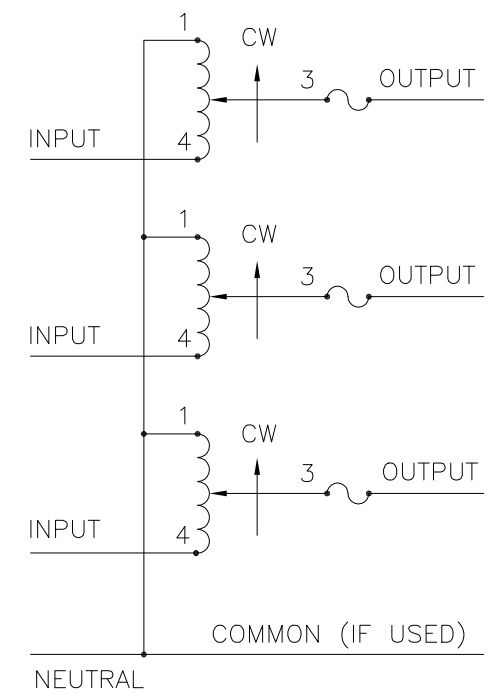 1
CW
3
OUTPUT
INPUT
4
1
CW
3
OUTPUT
INPUT
4
1
CW
3
OUTPUT
INPUT
4
COMMON (IF USED)
NEUTRAL